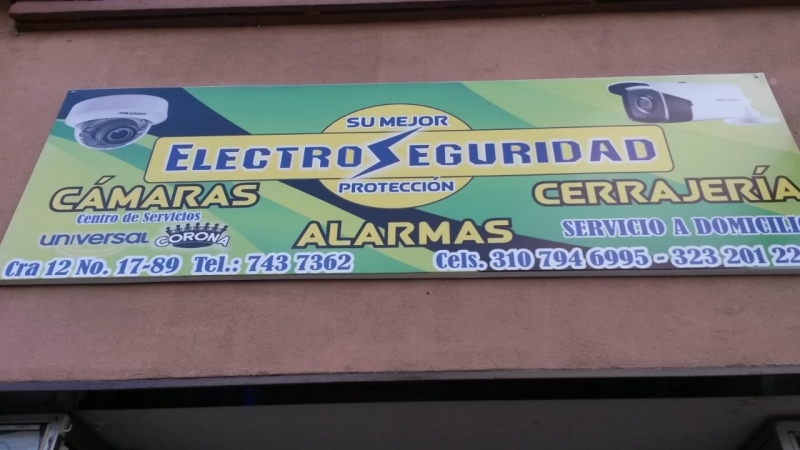 SU MEJOR
ELECTROSEGURIDAD
PROTECCIÓN
CÁMARAS
CERRAJERÍA
Centro de Servicios
universal CORONA
ALARMAS
SERVICIO A DOMICILIO
Cra 12 No. 17-89 Tel.: 743 7362
Cels. 310 794 6995 - 323 201 22